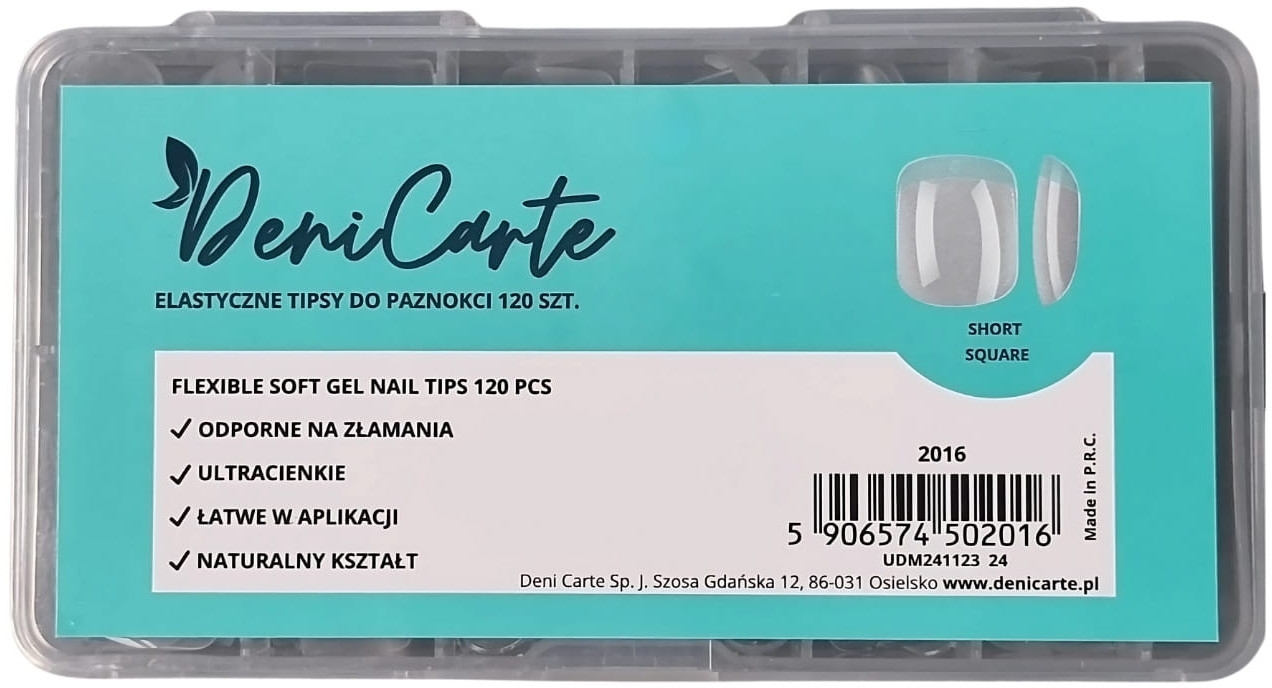 DeniCarte
ELASTYCZNE TIPSY DO PAZNOKCI 120 SZT.
SHORT
SQUARE
FLEXIBLE SOFT GEL NAIL TIPS 120 PCS
ODPORNE NA ZŁAMANIA
ULTRACIENKIE
ŁATWE W APLIKACJI
NATURALNY KSZTAŁT
2016
5 906574 502016
UDM241123 24
Made in P.R.C.
Deni Carte Sp. J. Szosa Gdańska 12, 86-031 Osielsko www.denicarte.pl